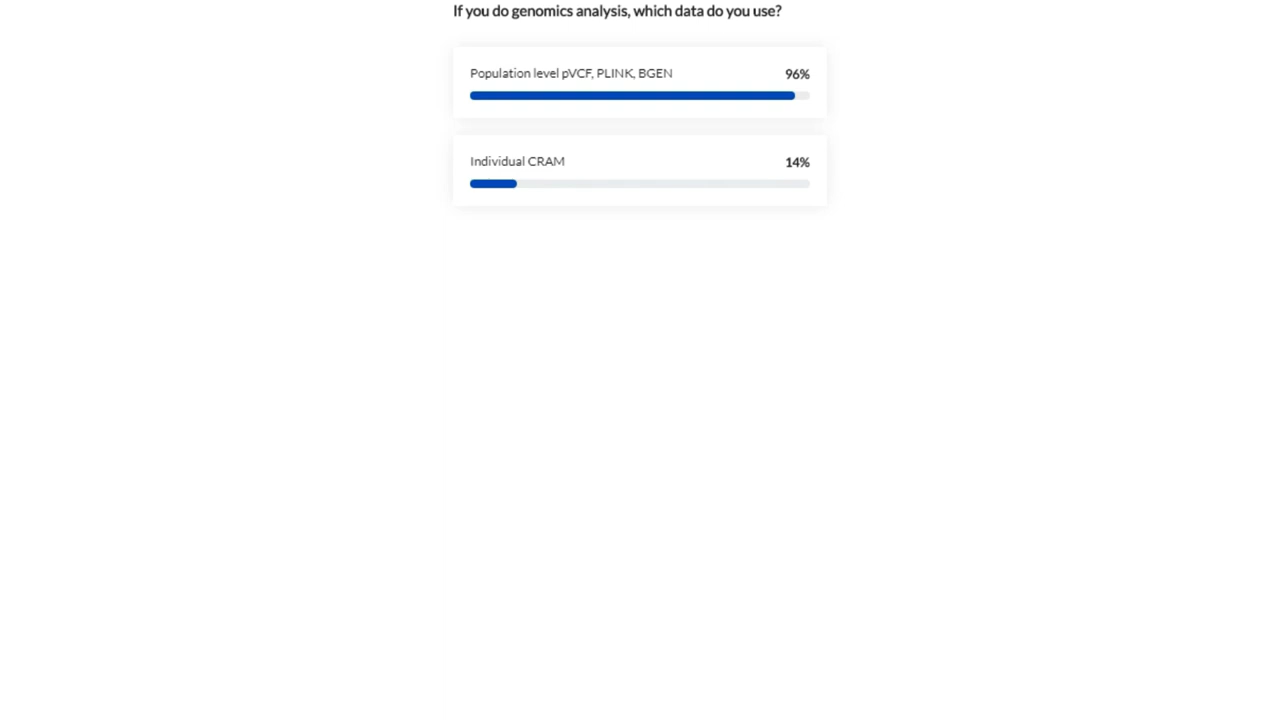 If you do genomics analysis, which data do you use?
Population level pVCF, PLINK, BGEN 96%
Individual CRAM 14%